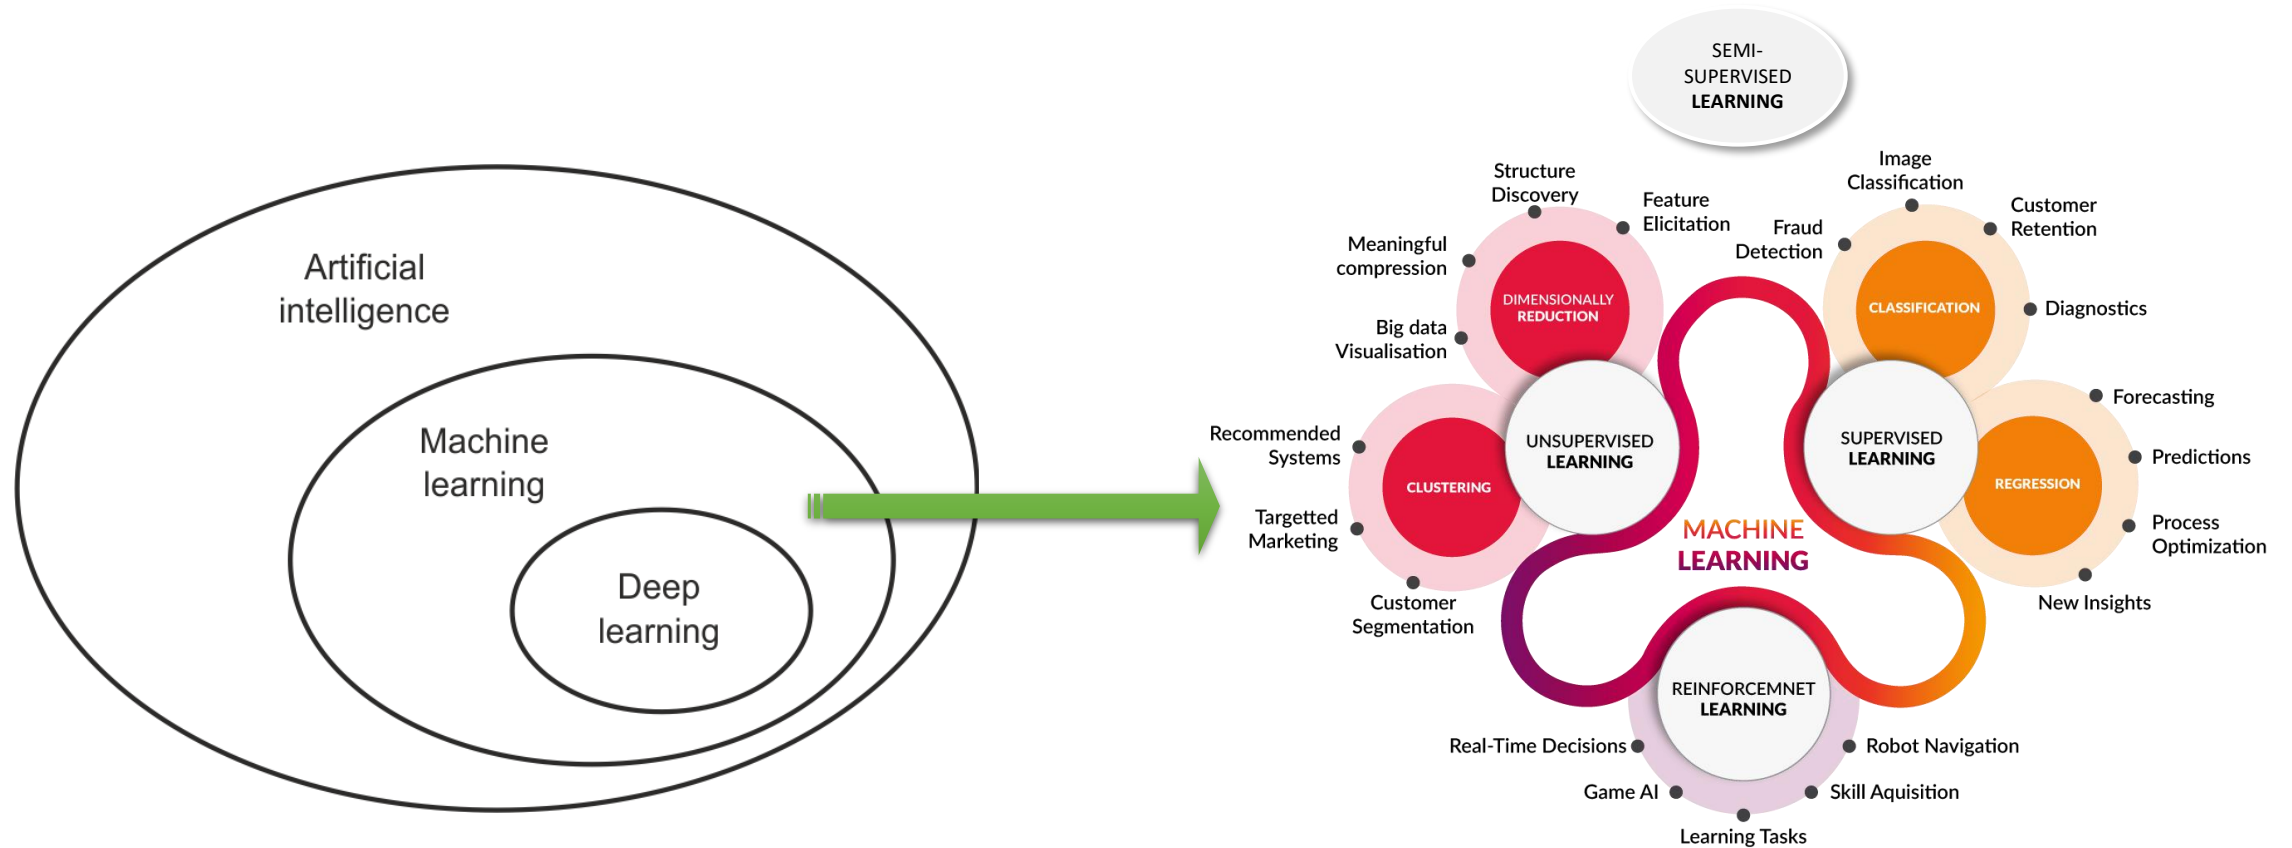 Artificial
intelligence
Machine
learning
Deep
learning
SEMI-
SUPERVISED
LEARNING
Structure
Discovery
Feature
Elicitation
Meaningful
compression
Big data
Visualisation
DIMENSIONALLY
REDUCTION
Recommended
Systems
Targetted
Marketing
Customer
Segmentation
CLUSTERING
UNSUPERVISED
LEARNING
Image
Classification
Customer
Retention
Fraud
Detection
Diagnostics
CLASSIFICATION
SUPERVISED
LEARNING
Forecasting
Predictions
Process
Optimization
New Insights
REGRESSION
MACHINE
LEARNING
REINFORCEMNET
LEARNING
Real-Time Decisions
Game AI
Learning Tasks
Skill Aquisition
Robot Navigation